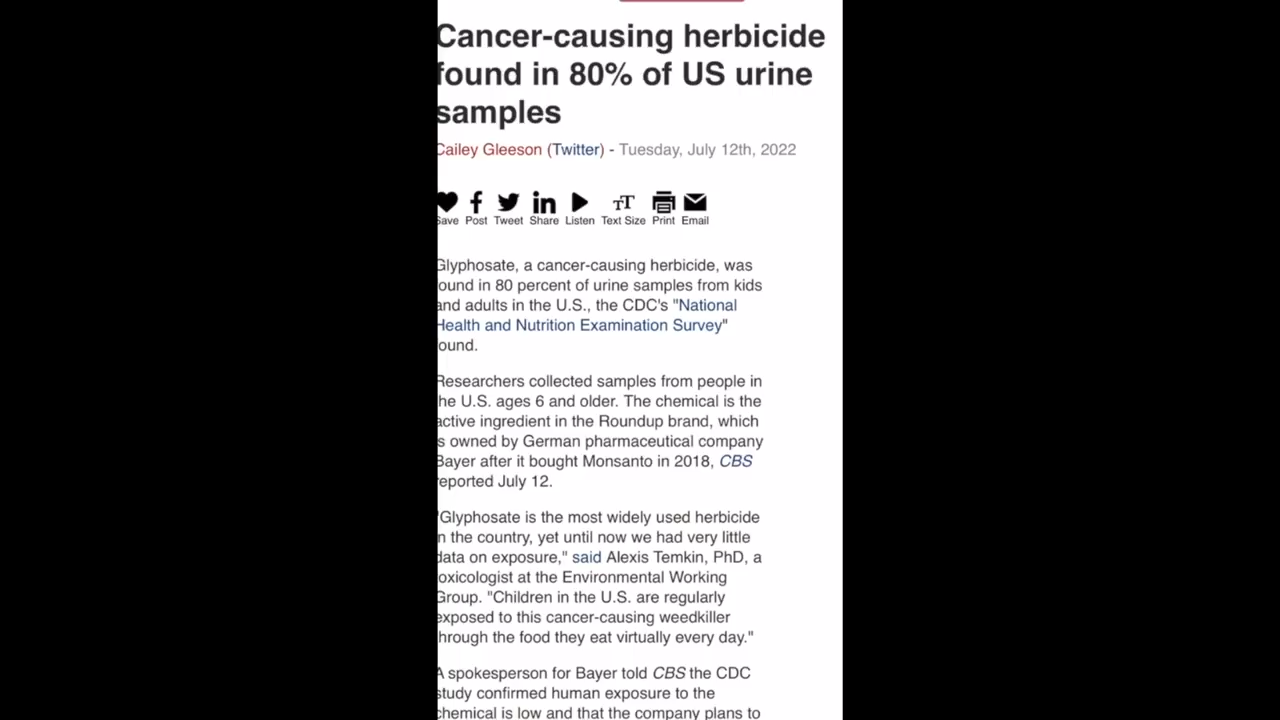 Cancer-causing herbicide
found in 80% of US urine
samples
Cailey Gleeson (Twitter) - Tuesday, July 12th, 2022
Save Post Tweet Share Listen Text Size Print Email
Glyphosate, a cancer-causing herbicide, was
ound in 80 percent of urine samples from kids
and adults in the U.S., the CDC's "National
Health and Nutrition Examination Survey"
ound.
Researchers collected samples from people in
he U.S. ages 6 and older. The chemical is the
active ingredient in the Roundup brand, which
s owned by German pharmaceutical company
Bayer after it bought Monsanto in 2018, CBS
reported July 12.
"Glyphosate is the most widely used herbicide
n the country, yet until now we had very little
data on exposure," said Alexis Temkin, PhD, a
oxicologist at the Environmental Working
Group. "Children in the U.S. are regularly
exposed to this cancer-causing weedkiller
hrough the food they eat virtually every day."
A spokesperson for Bayer told CBS the CDC
study confirmed human exposure to the
chemical is low and that the company plans to